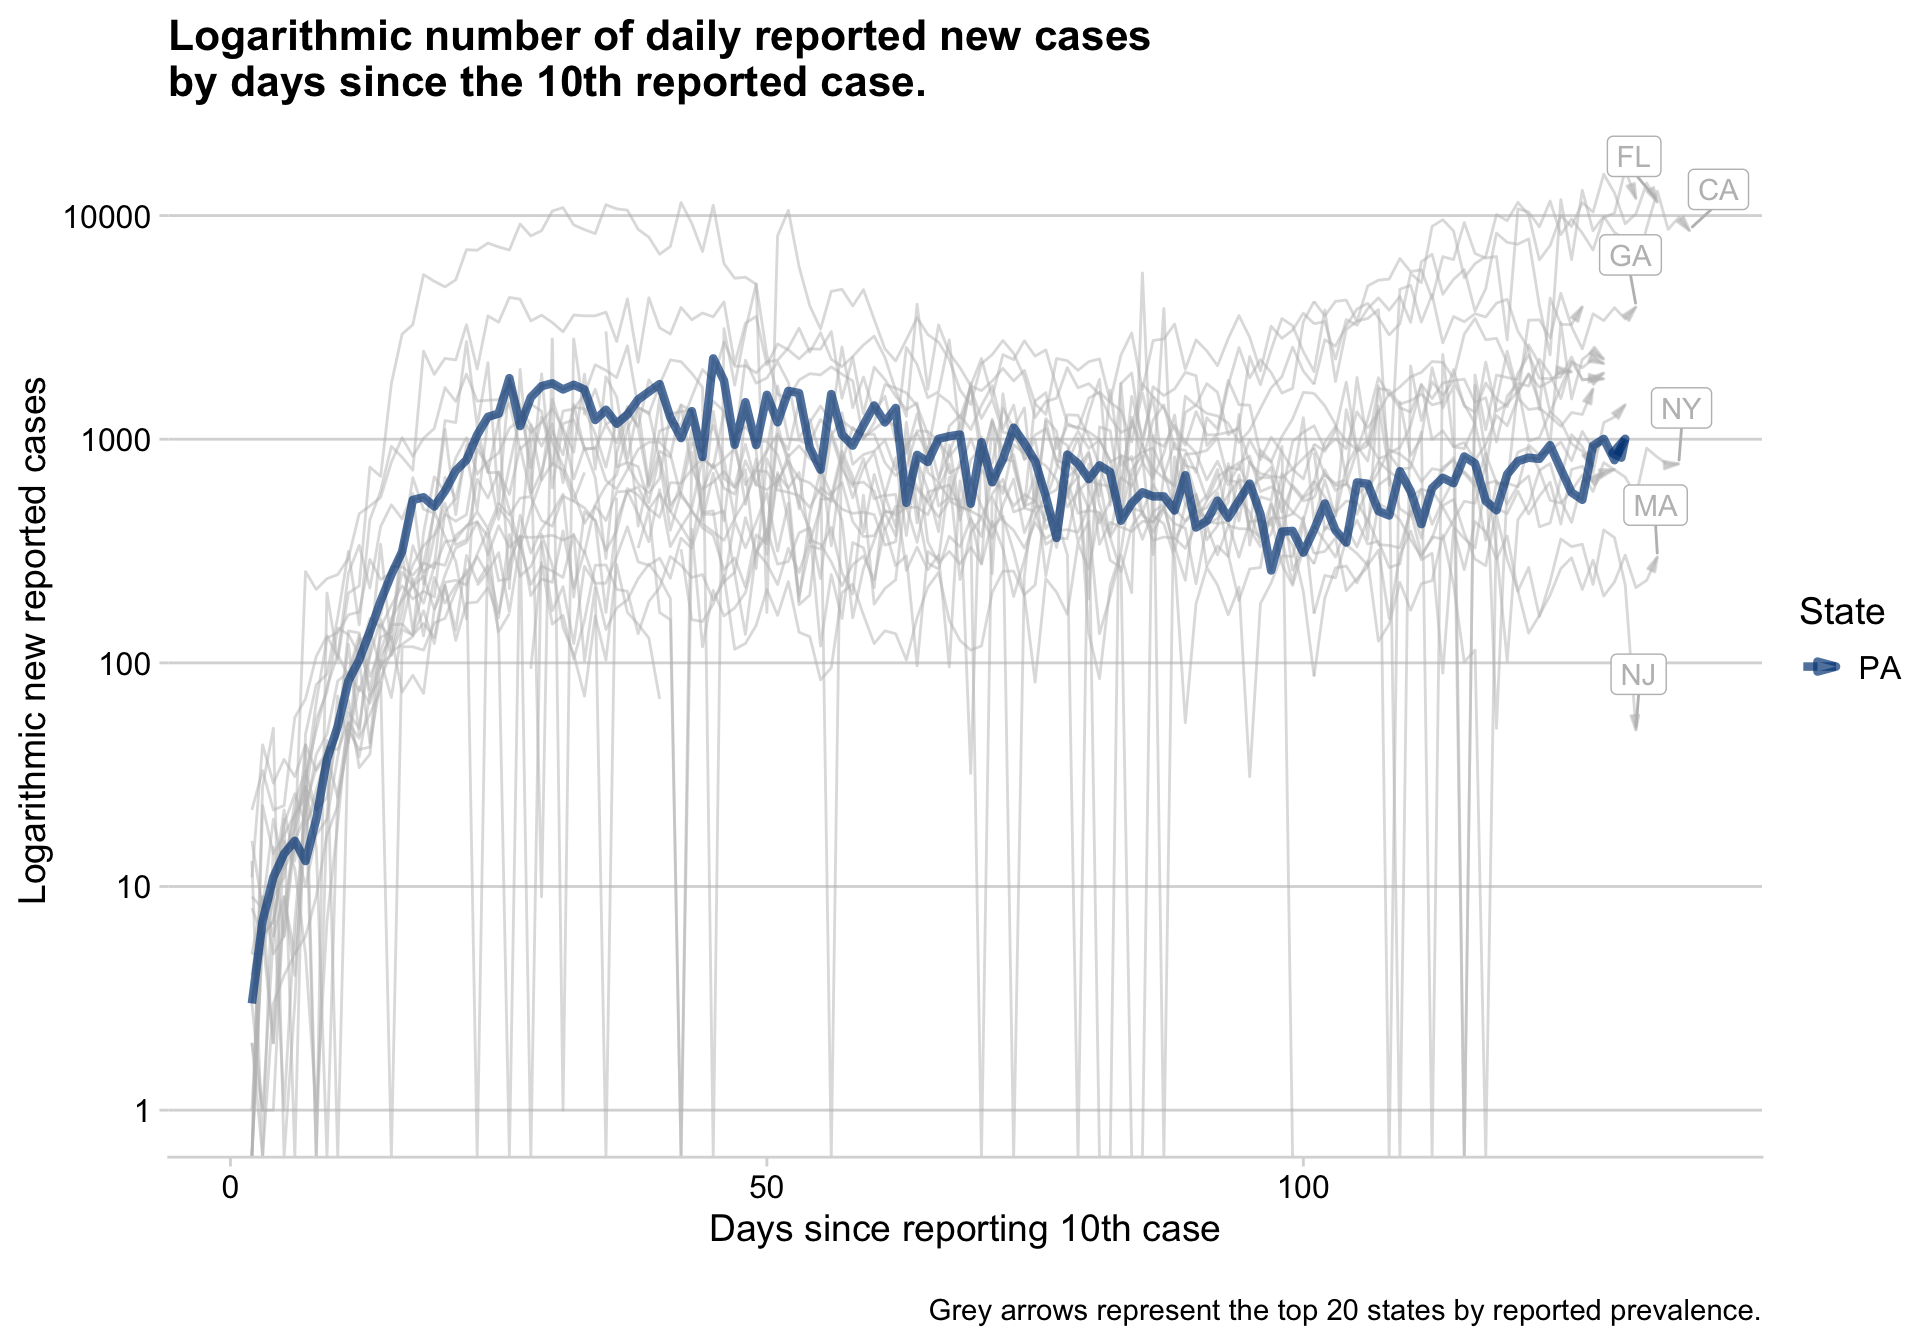 Logarithmic number of daily reported new cases
by days since the 10th reported case.
FL
CA
10000
GA
NY
1000
MA
State
PA
100
NJ
10
1
Logarithmic new reported cases
0
50
100
Days since reporting 10th case
Grey arrows represent the top 20 states by reported prevalence.